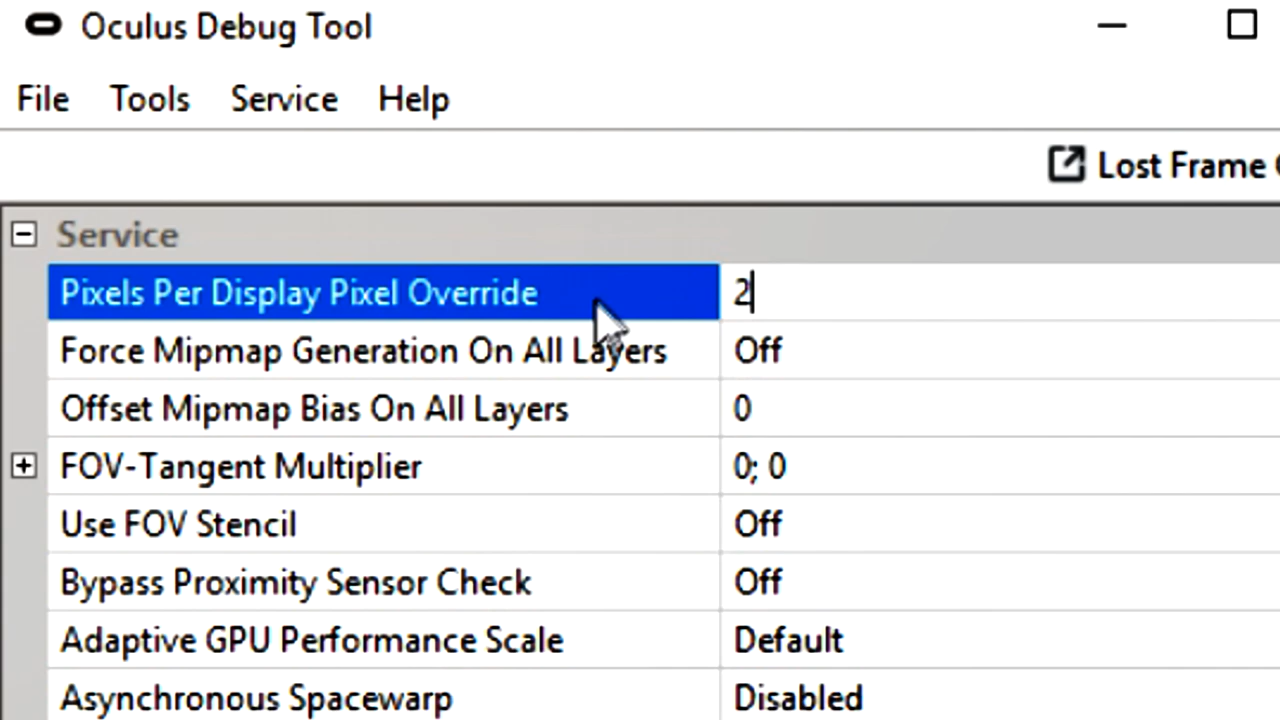 Oculus Debug Tool
File Tools Service Help
Lost Frame
Service
Pixels Per Display Pixel Override 2
Force Mipmap Generation On All Layers Off
Offset Mipmap Bias On All Layers 0
FOV-Tangent Multiplier 0; 0
Use FOV Stencil Off
Bypass Proximity Sensor Check Off
Adaptive GPU Performance Scale Default
Asynchronous Spacewarp Disabled